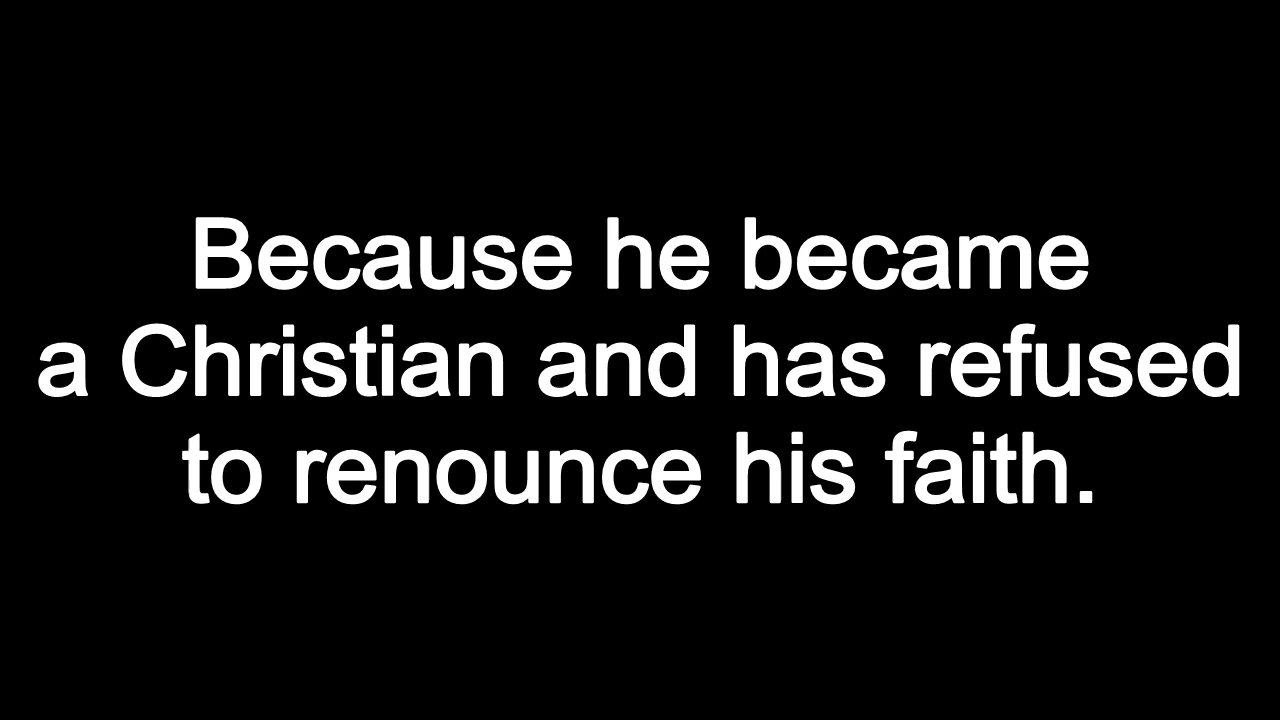 Because he became
a Christian and has refused
to renounce his faith.